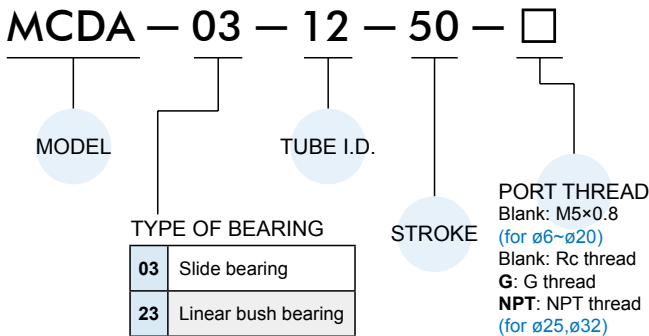 MCDA – 03 – 12 – 50 – □
MODEL
TUBE I.D.
TYPE OF BEARING
03 Slide bearing
23 Linear bush bearing
STROKE
PORT THREAD
Blank: M5×0.8
(for ø6~ø20)
Blank: Rc thread
G: G thread
NPT: NPT thread
(for ø25,ø32)